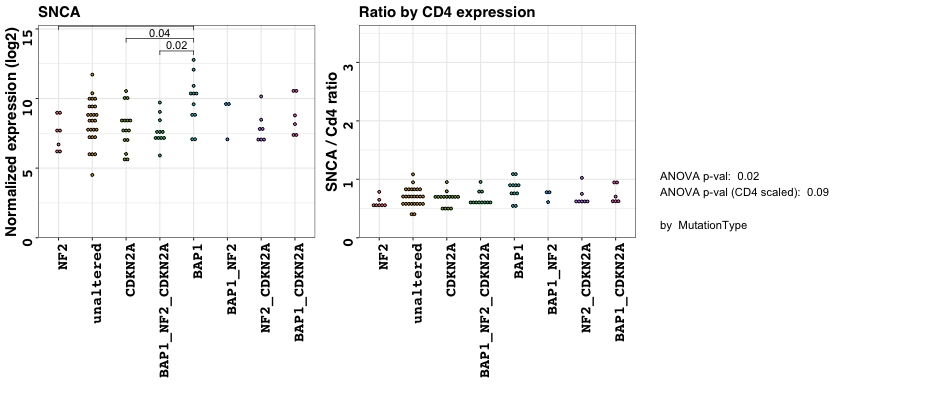 SNCA
Ratio by CD4 expression
Normalized expression (log2)
0
5
10
15
0.04
0.02
NF2
unaltered
CDKN2A
BAP1_NF2_CDKN2A
BAP1
BAP1_NF2
NF2_CDKN2A
BAP1_CDKN2A
SNCA / Cd4 ratio
0
1
2
3
NF2
unaltered
CDKN2A
BAP1_NF2_CDKN2A
BAP1
BAP1_NF2
NF2_CDKN2A
BAP1_CDKN2A
ANOVA p-val: 0.02
ANOVA p-val (CD4 scaled): 0.09
by MutationType